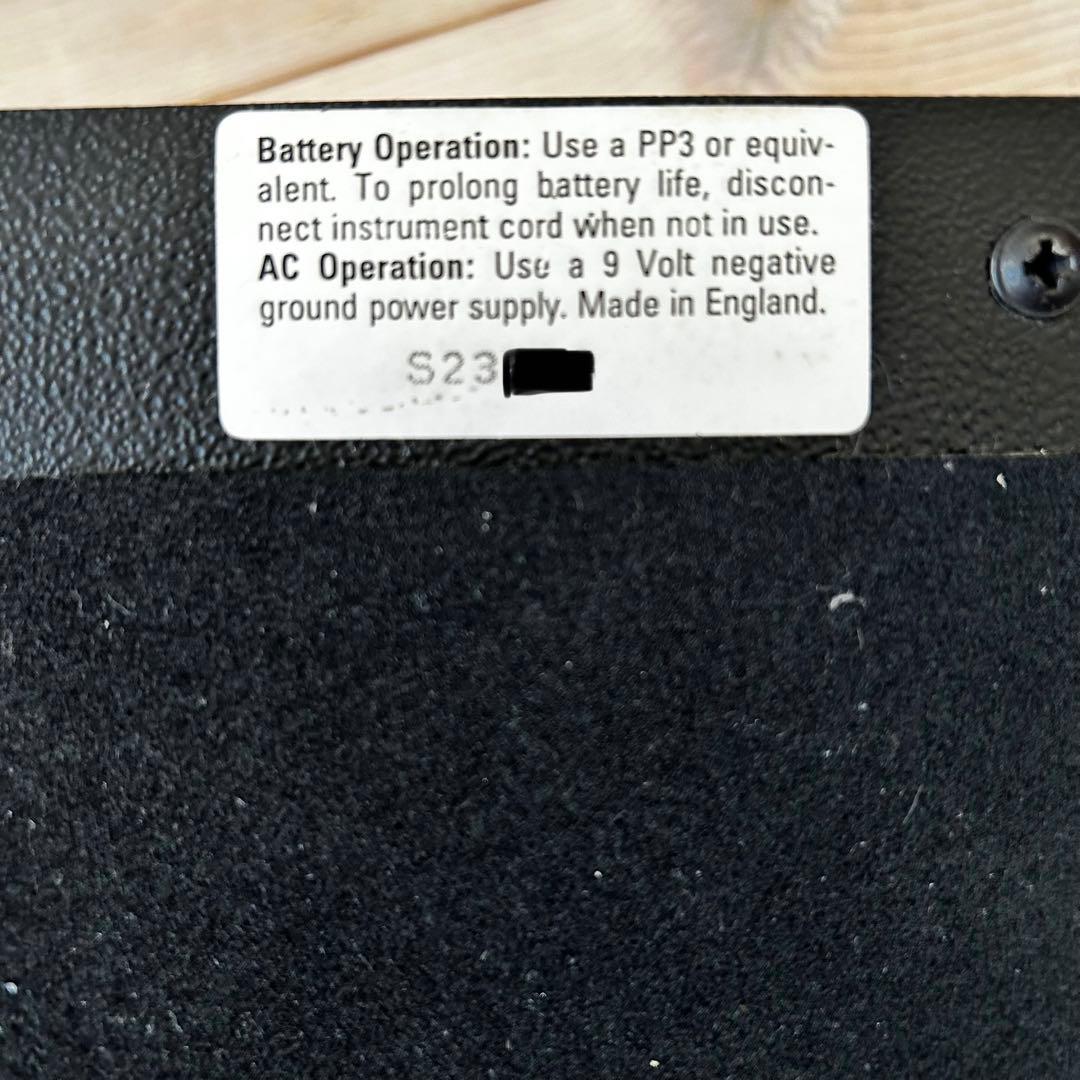 Battery Operation: Use a PP3 or equiv-
alent. To prolong battery life, discon-
nect instrument cord when not in use.
AC Operation: Use a 9 Volt negative
ground power supply. Made in England.
S23